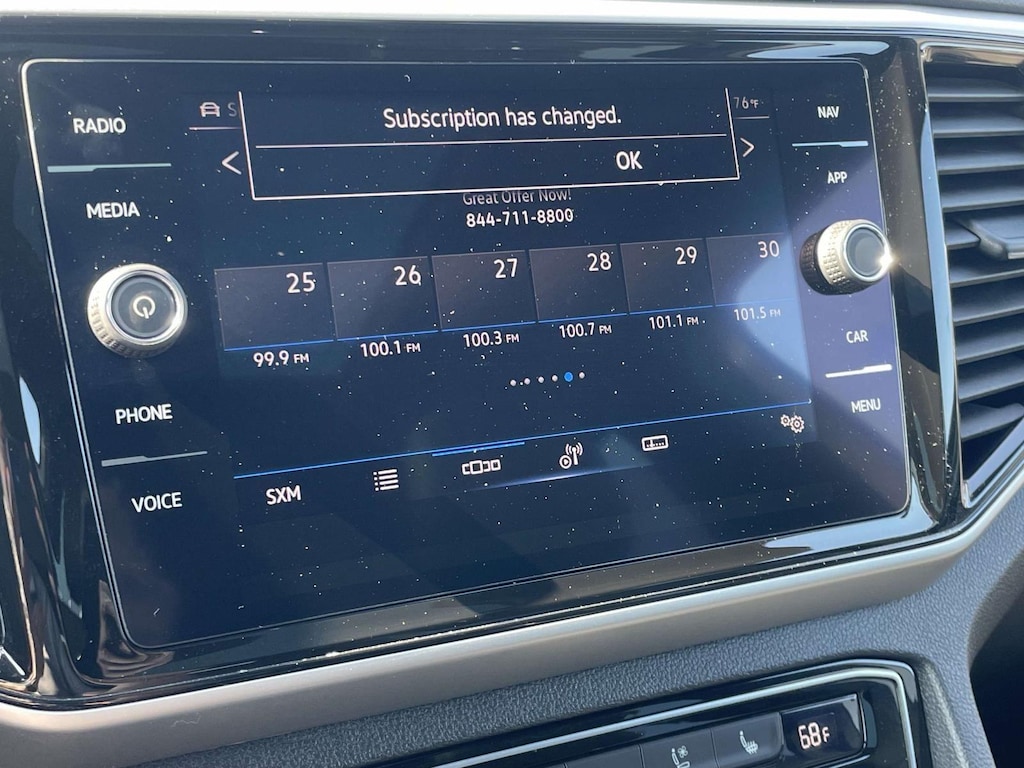 RADIO
MEDIA
PHONE
VOICE
S
76°F
Subscription has changed.
OK
Great Offer Now!
844-711-8800
25 26 27 28 29 30
99.9 FM 100.1 FM 100.3 FM 100.7 FM 101.1 FM 101.5 FM
SXM
NAV
APP
CAR
MENU
68F